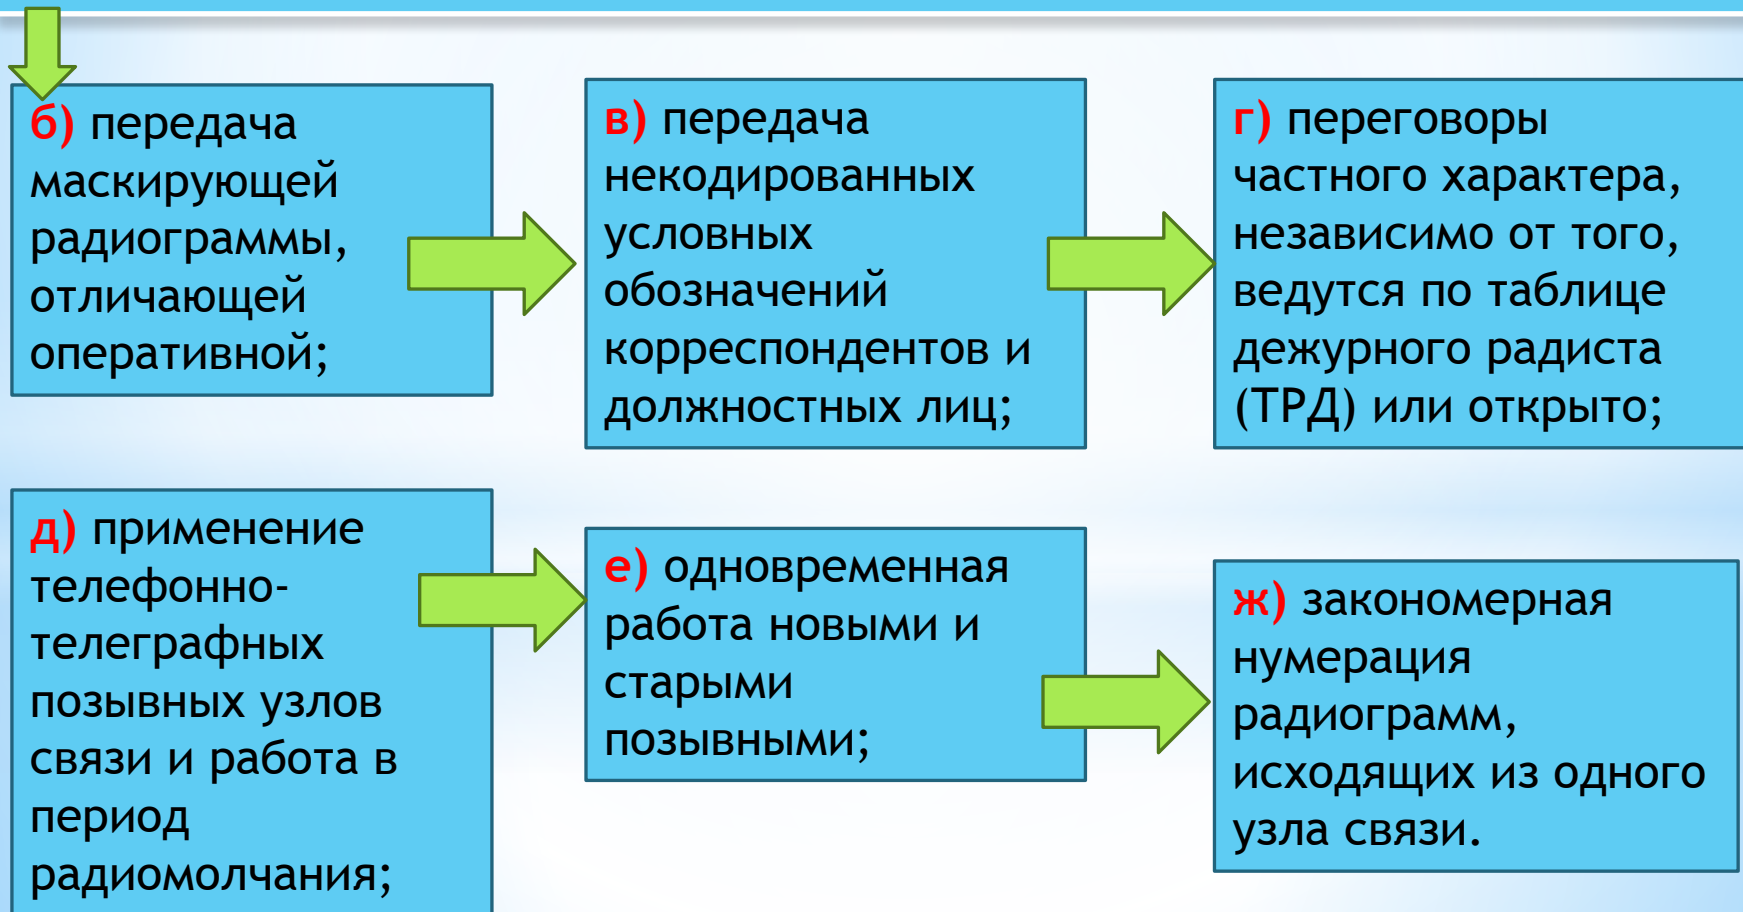 б) передача
маскирующей
радиограммы,
отличающей
оперативной;
в) передача
некодированных
условных
обозначений
корреспондентов и
должностных лиц;
г) переговоры
частного характера,
независимо от того,
ведутся по таблице
дежурного радиста
(ТРД) или открыто;
д) применение
телефонно-
телеграфных
позывных узлов
связи и работа в
период
радиомолчания;
е) одновременная
работа новыми и
старыми
позывными;
ж) закономерная
нумерация
радиограмм,
исходящих из одного
узла связи.